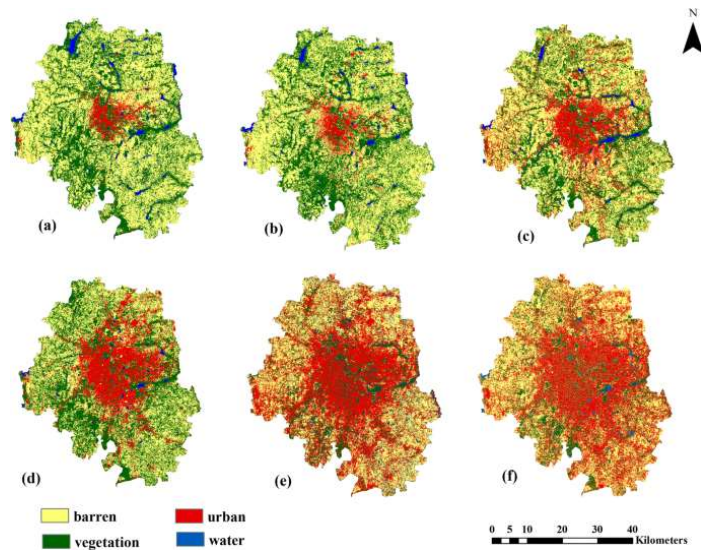 N
(a)
(b)
(c)
(d)
(e)
(f)
barren
urban
vegetation
water
0 5 10 20 30 40
Kilometers